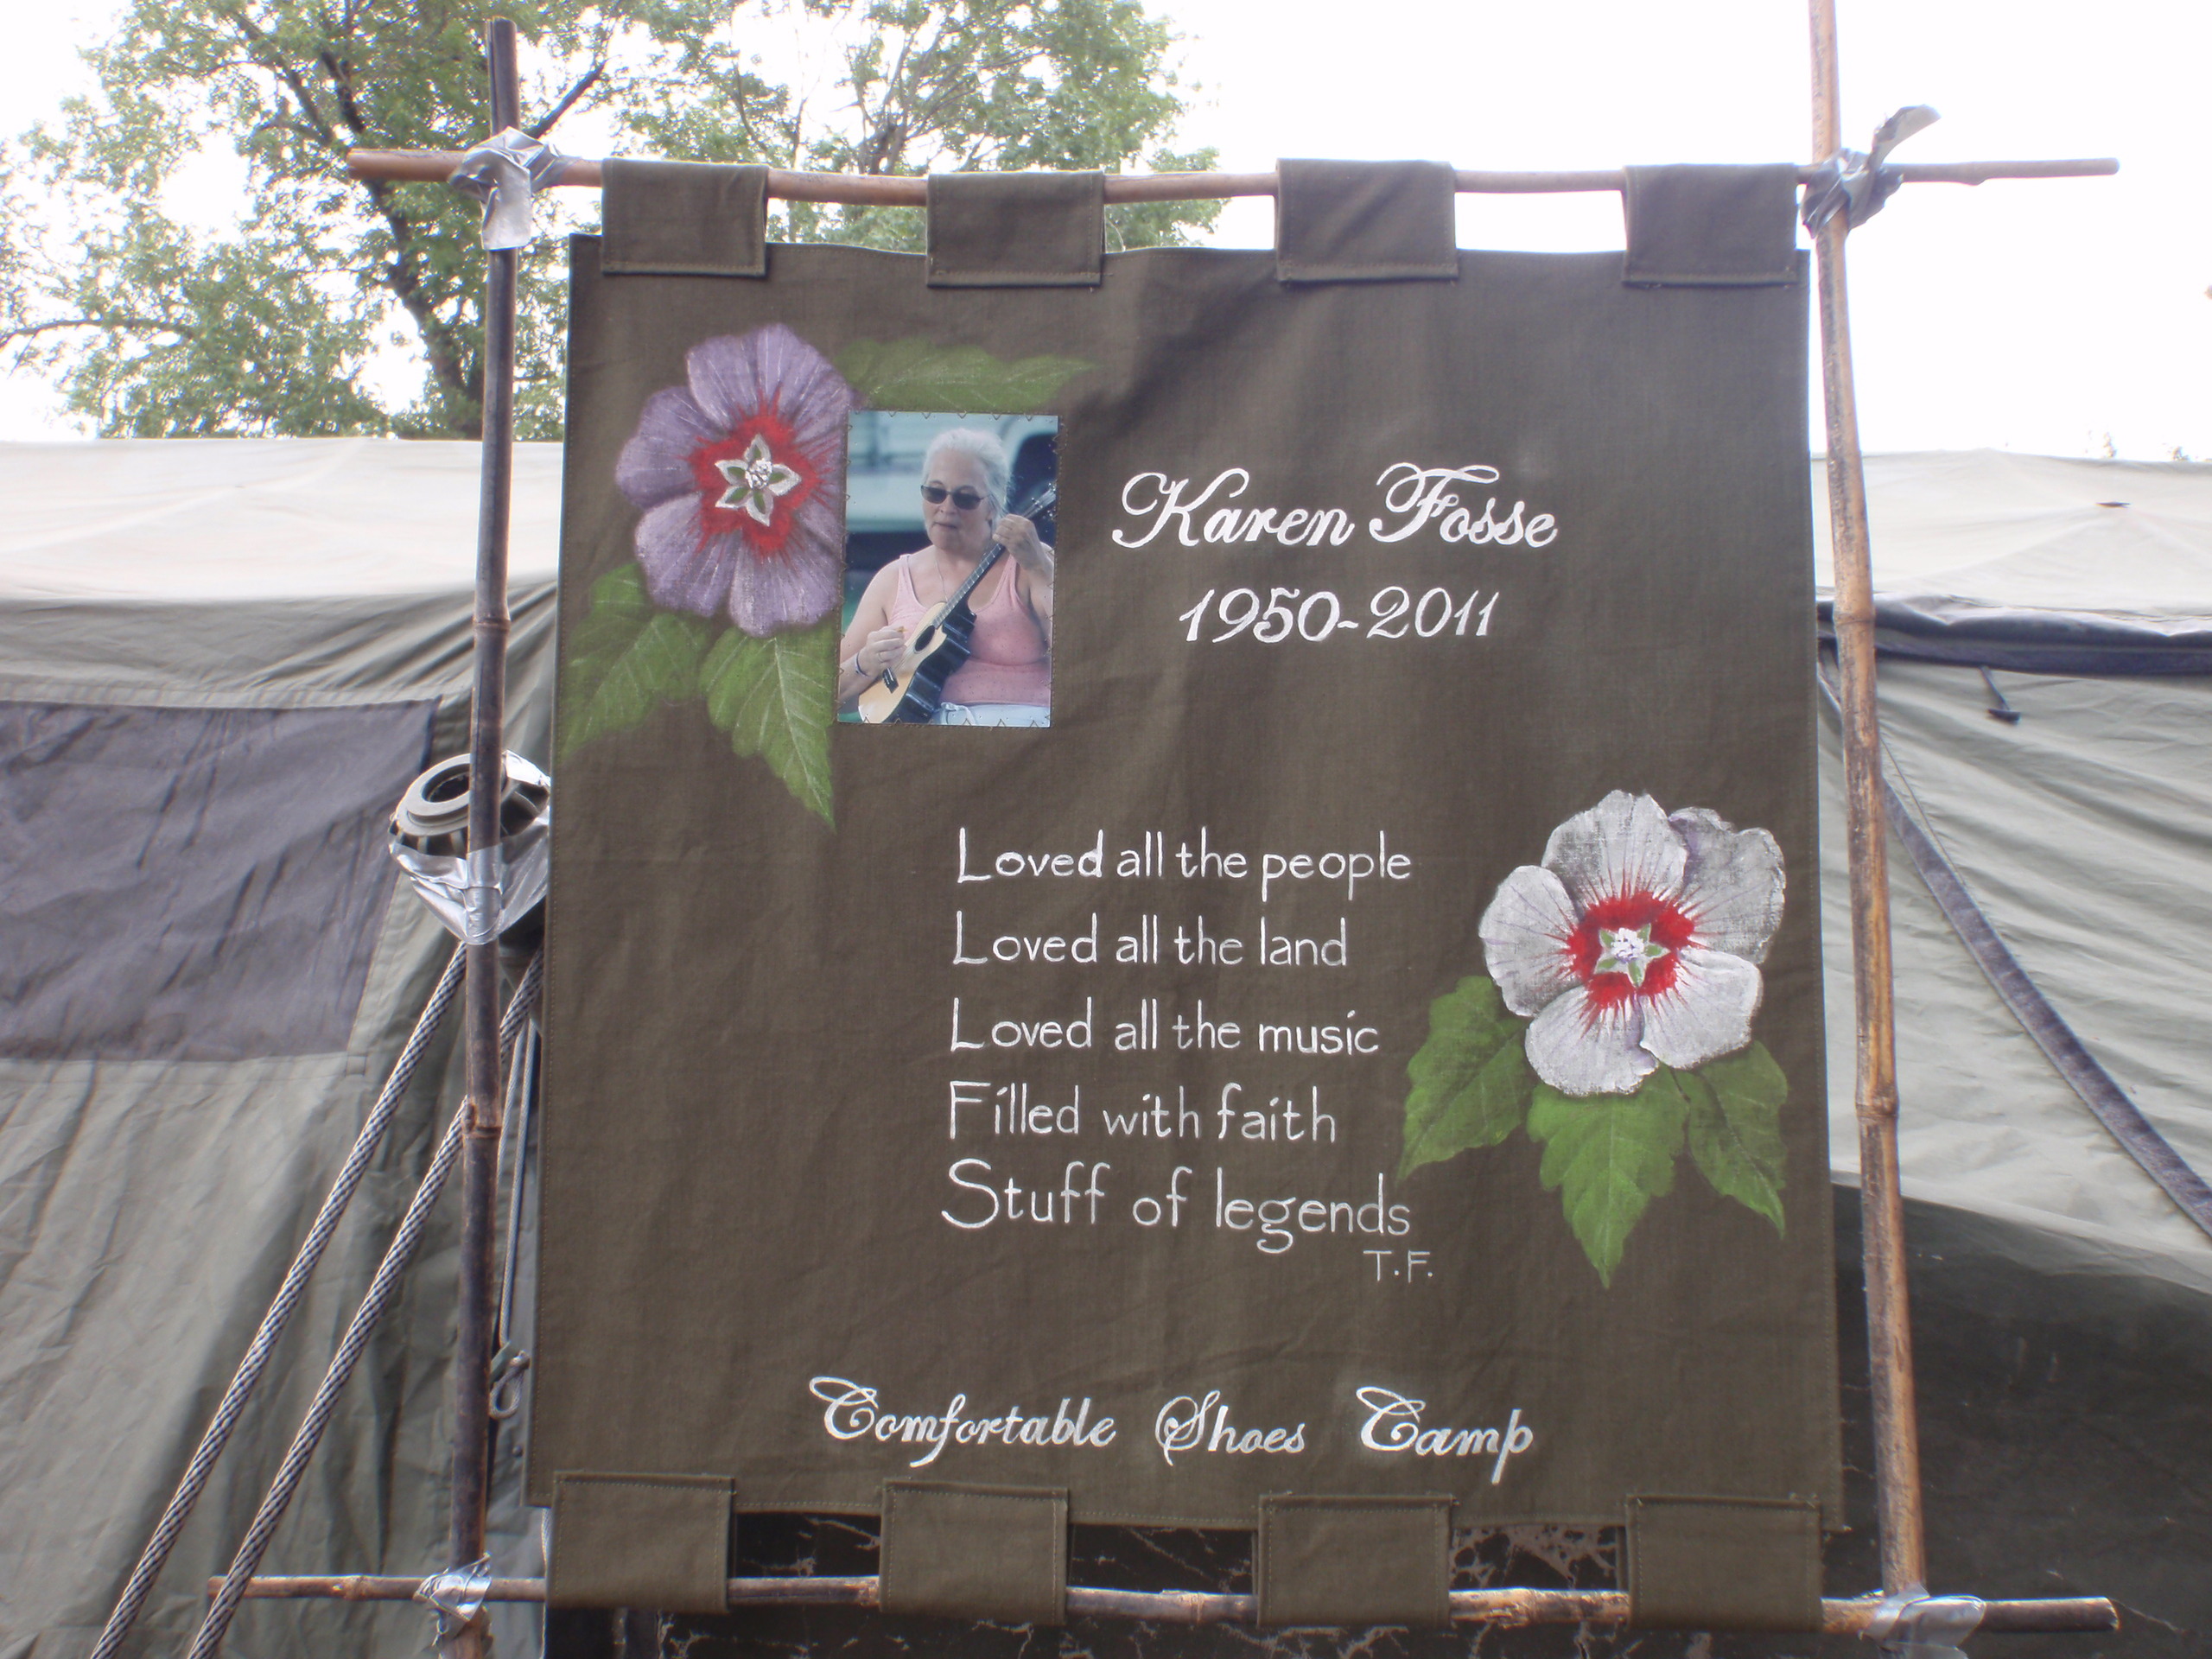 Karen Fosse
1950-2011
Loved all the people
Loved all the land
Loved all the music
Filled with faith
Stuff of legends
T.F.
Comfortable Shoes Camp